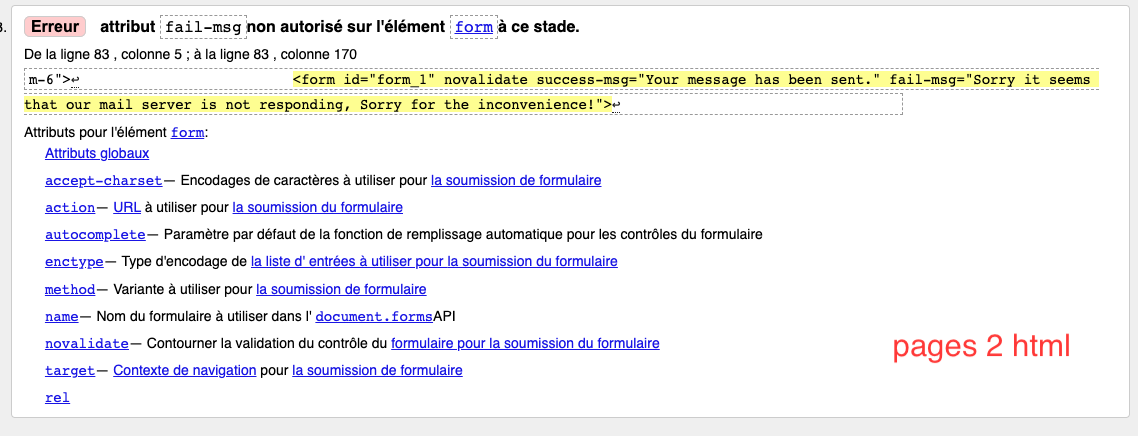 3. Erreur attribut fail-msg non autorisé sur l'élément form à ce stade.
De la ligne 83 , colonne 5 ; à la ligne 83 , colonne 170
m-6">↩ <form id="form_1" novalidate success-msg="Your message has been sent." fail-msg="Sorry it seems
that our mail server is not responding, Sorry for the inconvenience!">↩
Attributs pour l'élément form:
Attributs globaux
accept-charset— Encodages de caractères à utiliser pour la soumission de formulaire
action— URL à utiliser pour la soumission du formulaire
autocomplete— Paramètre par défaut de la fonction de remplissage automatique pour les contrôles du formulaire
enctype— Type d'encodage de la liste d' entrées à utiliser pour la soumission du formulaire
method— Variante à utiliser pour la soumission de formulaire
name— Nom du formulaire à utiliser dans l' document.formsAPI
novalidate— Contourner la validation du contrôle du formulaire pour la soumission du formulaire
target— Contexte de navigation pour la soumission de formulaire
rel
pages 2 html